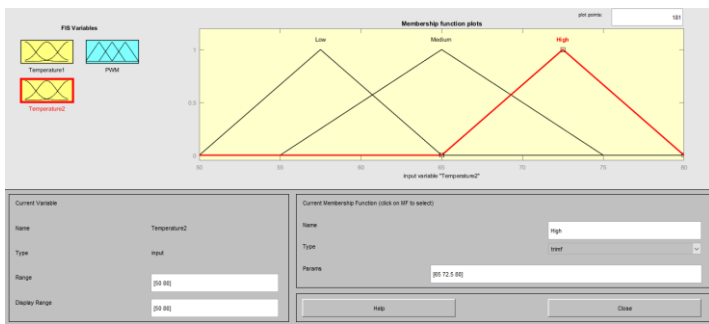 plot points:
181
FIS Variables
Membership function plots
Low
Medium
High
Temperature1
PWM
Temperature2
1
0.5
0
50
55
60
65
70
75
80
input variable "Temperature2"
Current Variable
Name
Temperature2
Type
input
Range
[50 80]
Display Range
[50 80]
Current Membership Function (click on MF to select)
Name
High
Type
trimf
Params
[65 72.5 80]
Help
Close